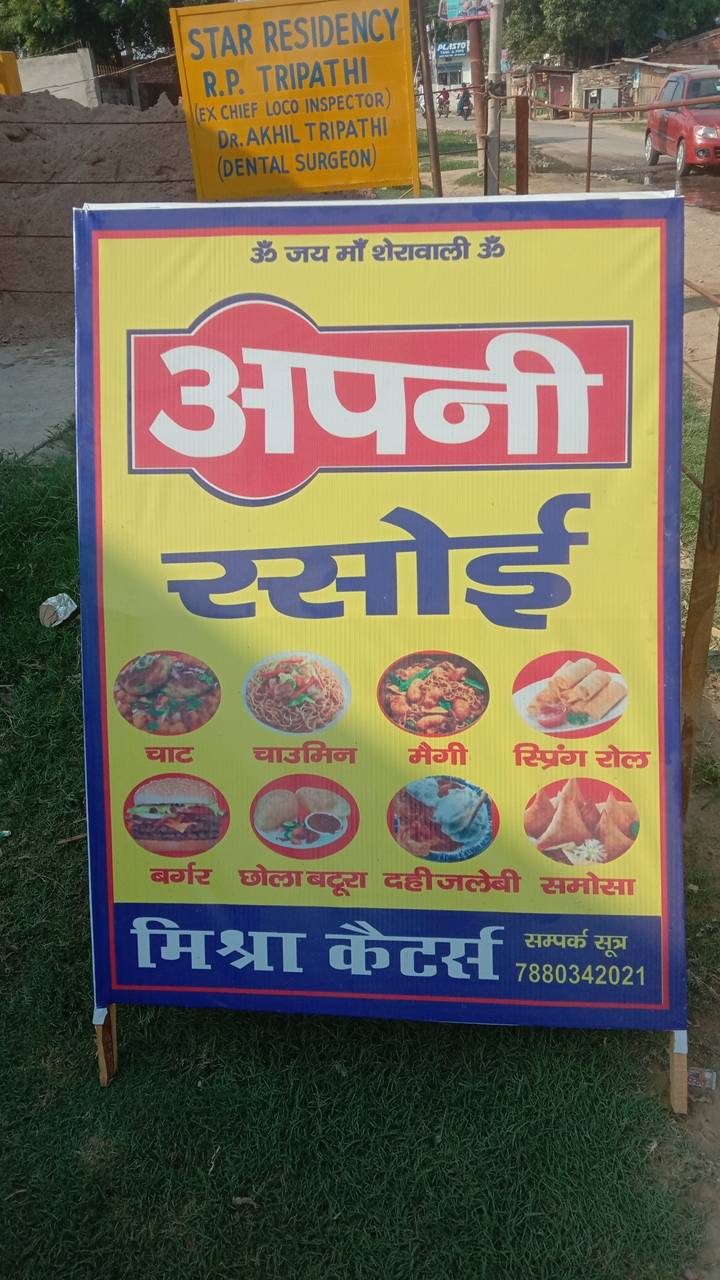 STAR RESIDENCY
R.P. TRIPATHI
(EX CHIEF LOCO INSPECTOR)
DR. AKHIL TRIPATHI
(DENTAL SURGEON)
PLASTO
ॐ जय माँ शेरावाली ॐ
अपनी
रसोई
चाट चाउमिन मैगी स्प्रिंग रोल
बर्गर छोला बटूरा दही जलेबी समोसा
मिश्रा कैटर्स सम्पर्क सूत्र
7880342021